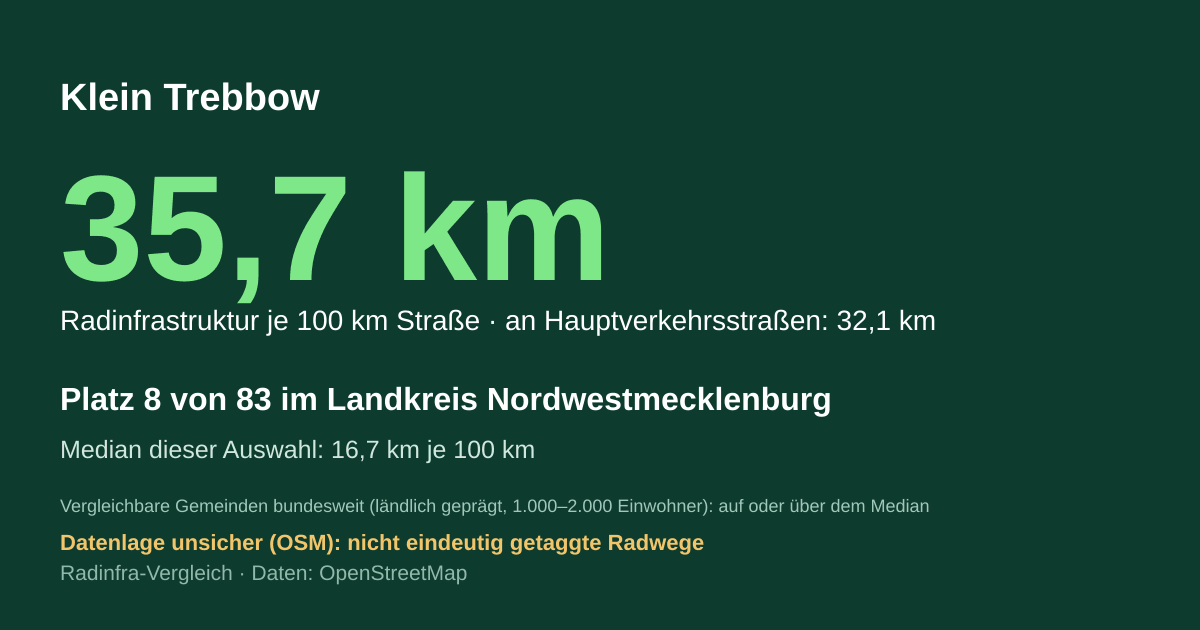 Klein Trebbow
35,7 km
Radinfrastruktur je 100 km Straße · an Hauptverkehrsstraßen: 32,1 km
Platz 8 von 83 im Landkreis Nordwestmecklenburg
Median dieser Auswahl: 16,7 km je 100 km
Vergleichbare Gemeinden bundesweit (ländlich geprägt, 1.000–2.000 Einwohner): auf oder über dem Median
Datenlage unsicher (OSM): nicht eindeutig getaggte Radwege
Radinfra-Vergleich · Daten: OpenStreetMap